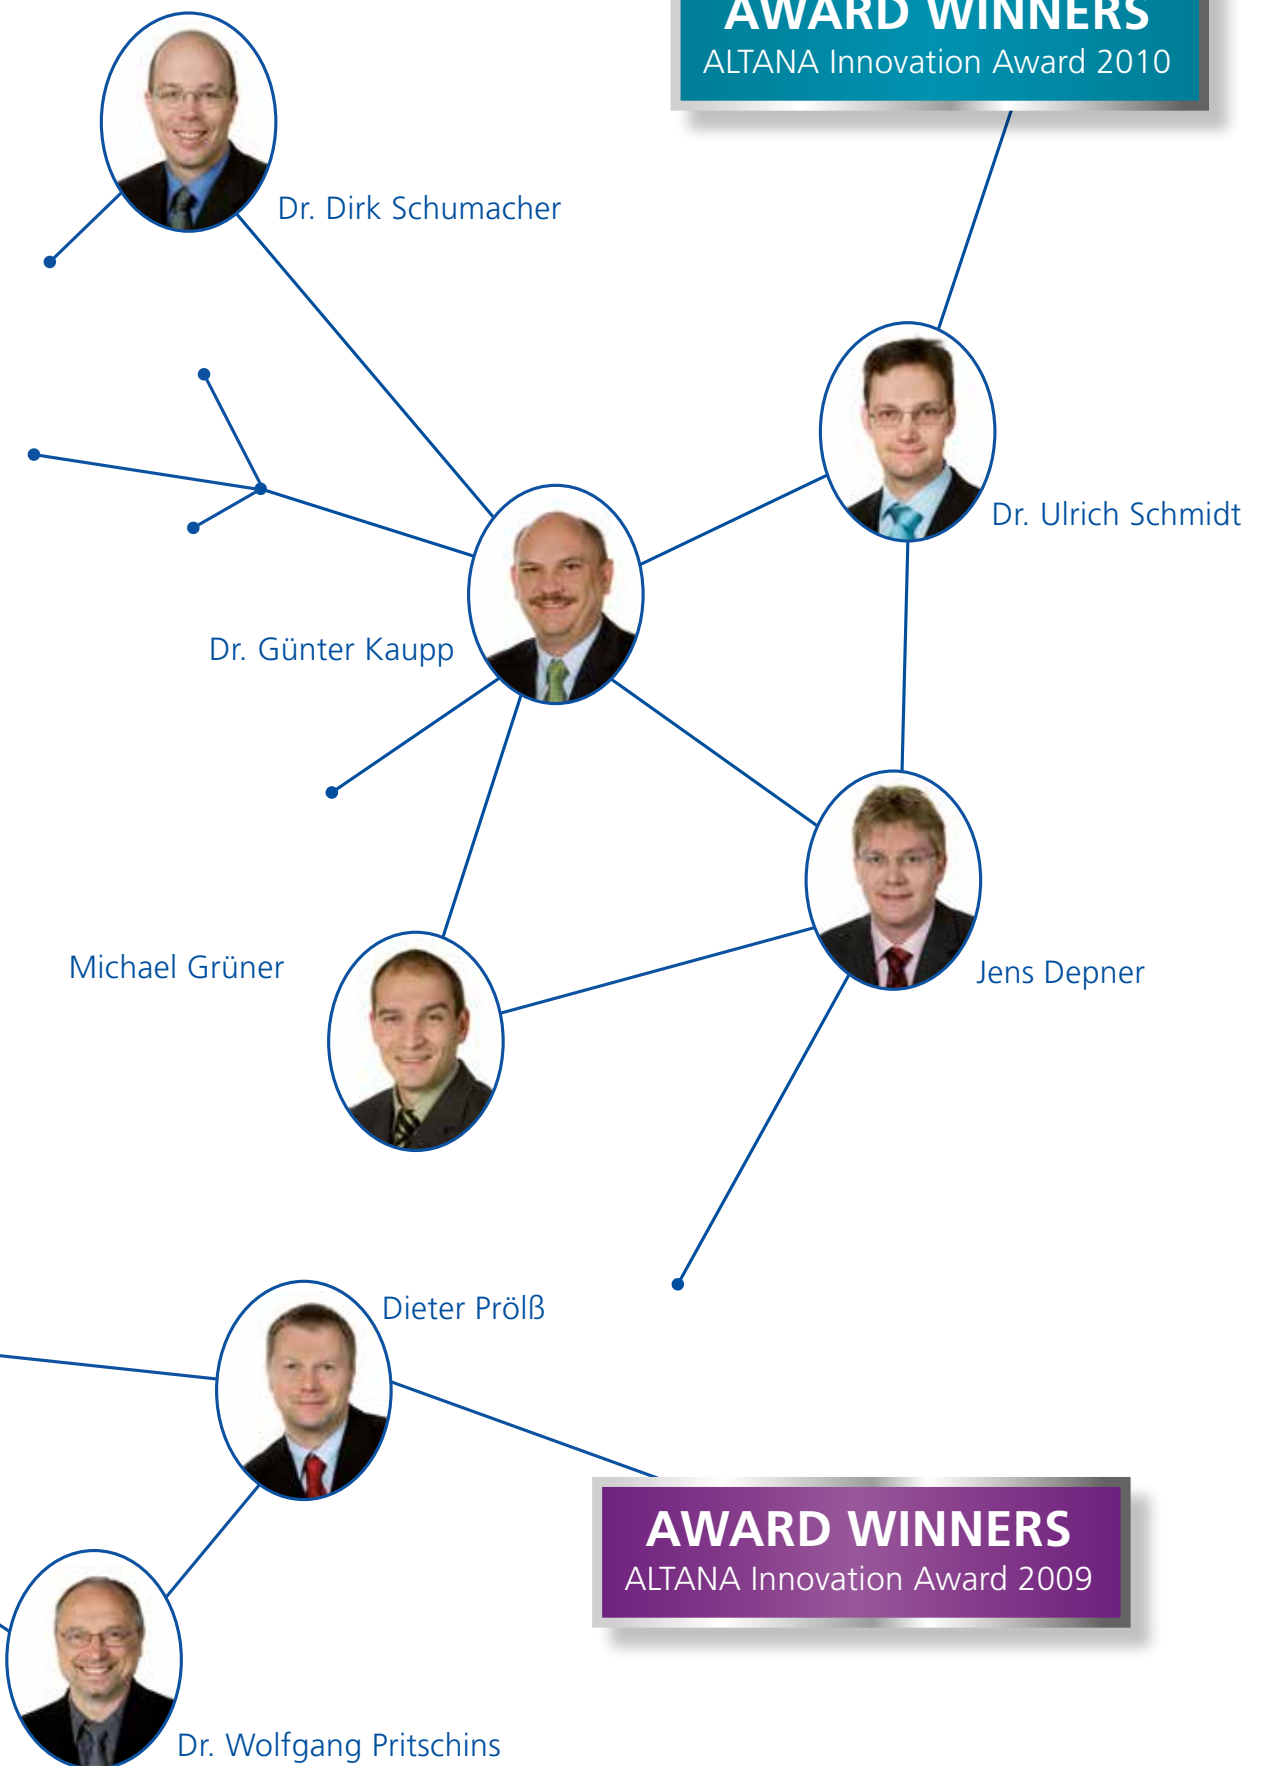 AWARD WINNERS
ALTANA Innovation Award 2010
Dr. Dirk Schumacher
Dr. Ulrich Schmidt
Dr. Günter Kaupp
Michael Grüner
Jens Depner
Dieter Prölß
AWARD WINNERS
ALTANA Innovation Award 2009
Dr. Wolfgang Pritschins